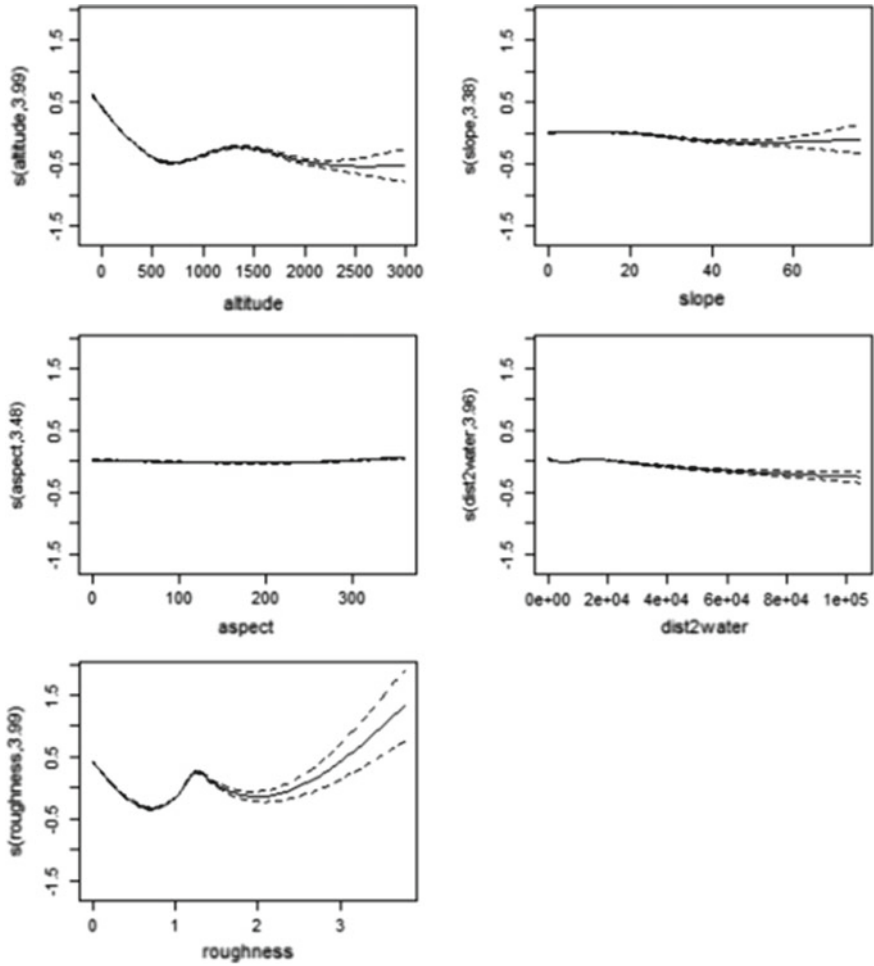 s(altitude,3.99)
1.5
0.5
-0.5
-1.5
0 500 1000 1500 2000 2500 3000
altitude
s(slope,3.38)
1.5
0.5
-0.5
-1.5
0 20 40 60
slope
s(aspect,3.48)
1.5
0.5
-0.5
-1.5
0 100 200 300
aspect
s(dist2water,3.96)
1.5
0.5
-0.5
-1.5
0e+00 2e+04 4e+04 6e+04 8e+04 1e+05
dist2water
s(roughness,3.99)
1.5
0.5
-0.5
-1.5
0 1 2 3
roughness